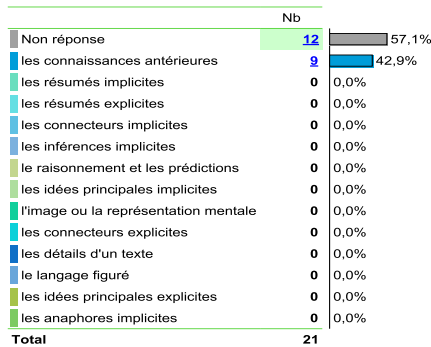 Nb
Non réponse 12 57,1%
les connaissances antérieures 9 42,9%
les résumés implicites 0 0,0%
les résumés explicites 0 0,0%
les connecteurs implicites 0 0,0%
les inférences implicites 0 0,0%
le raisonnement et les prédictions 0 0,0%
les idées principales implicites 0 0,0%
l'image ou la représentation mentale 0 0,0%
les connecteurs explicites 0 0,0%
les détails d'un texte 0 0,0%
le langage figuré 0 0,0%
les idées principales explicites 0 0,0%
les anaphores implicites 0 0,0%
Total 21